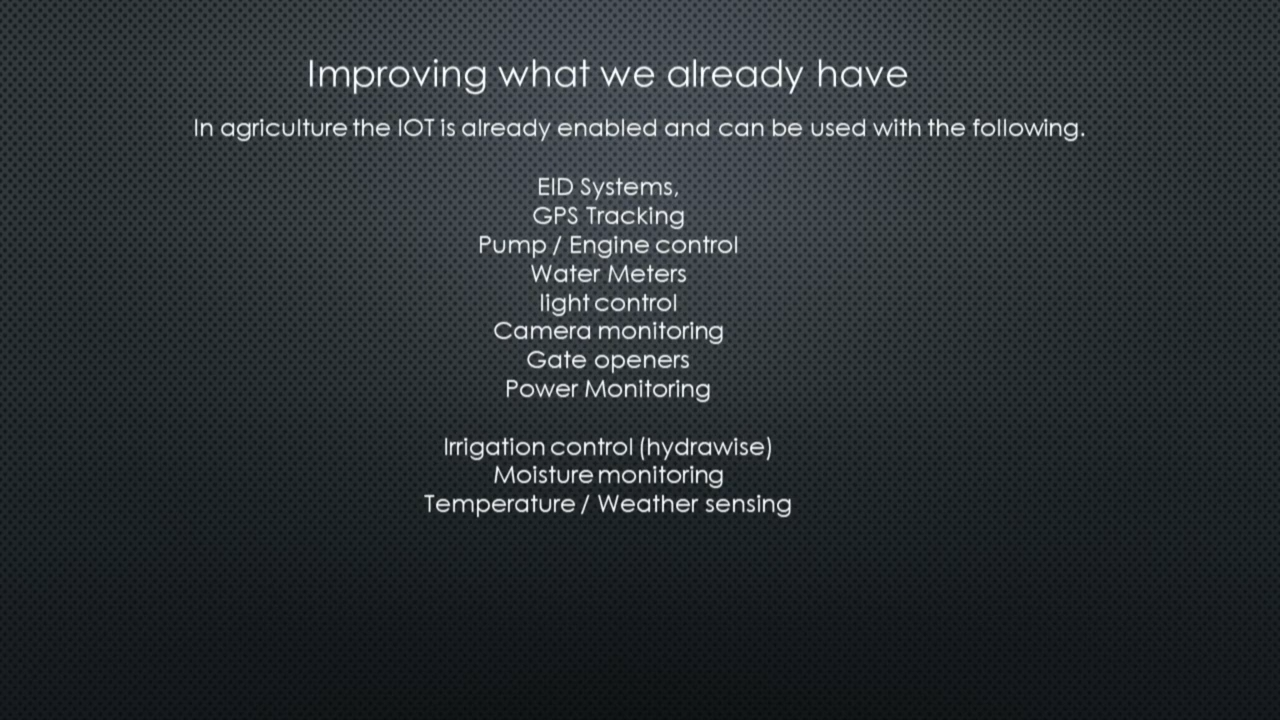 Improving what we already have
In agriculture the IOT is already enabled and can be used with the following.
EID Systems,
GPS Tracking
Pump / Engine control
Water Meters
light control
Camera monitoring
Gate openers
Power Monitoring
Irrigation control (hydrawise)
Moisture monitoring
Temperature / Weather sensing